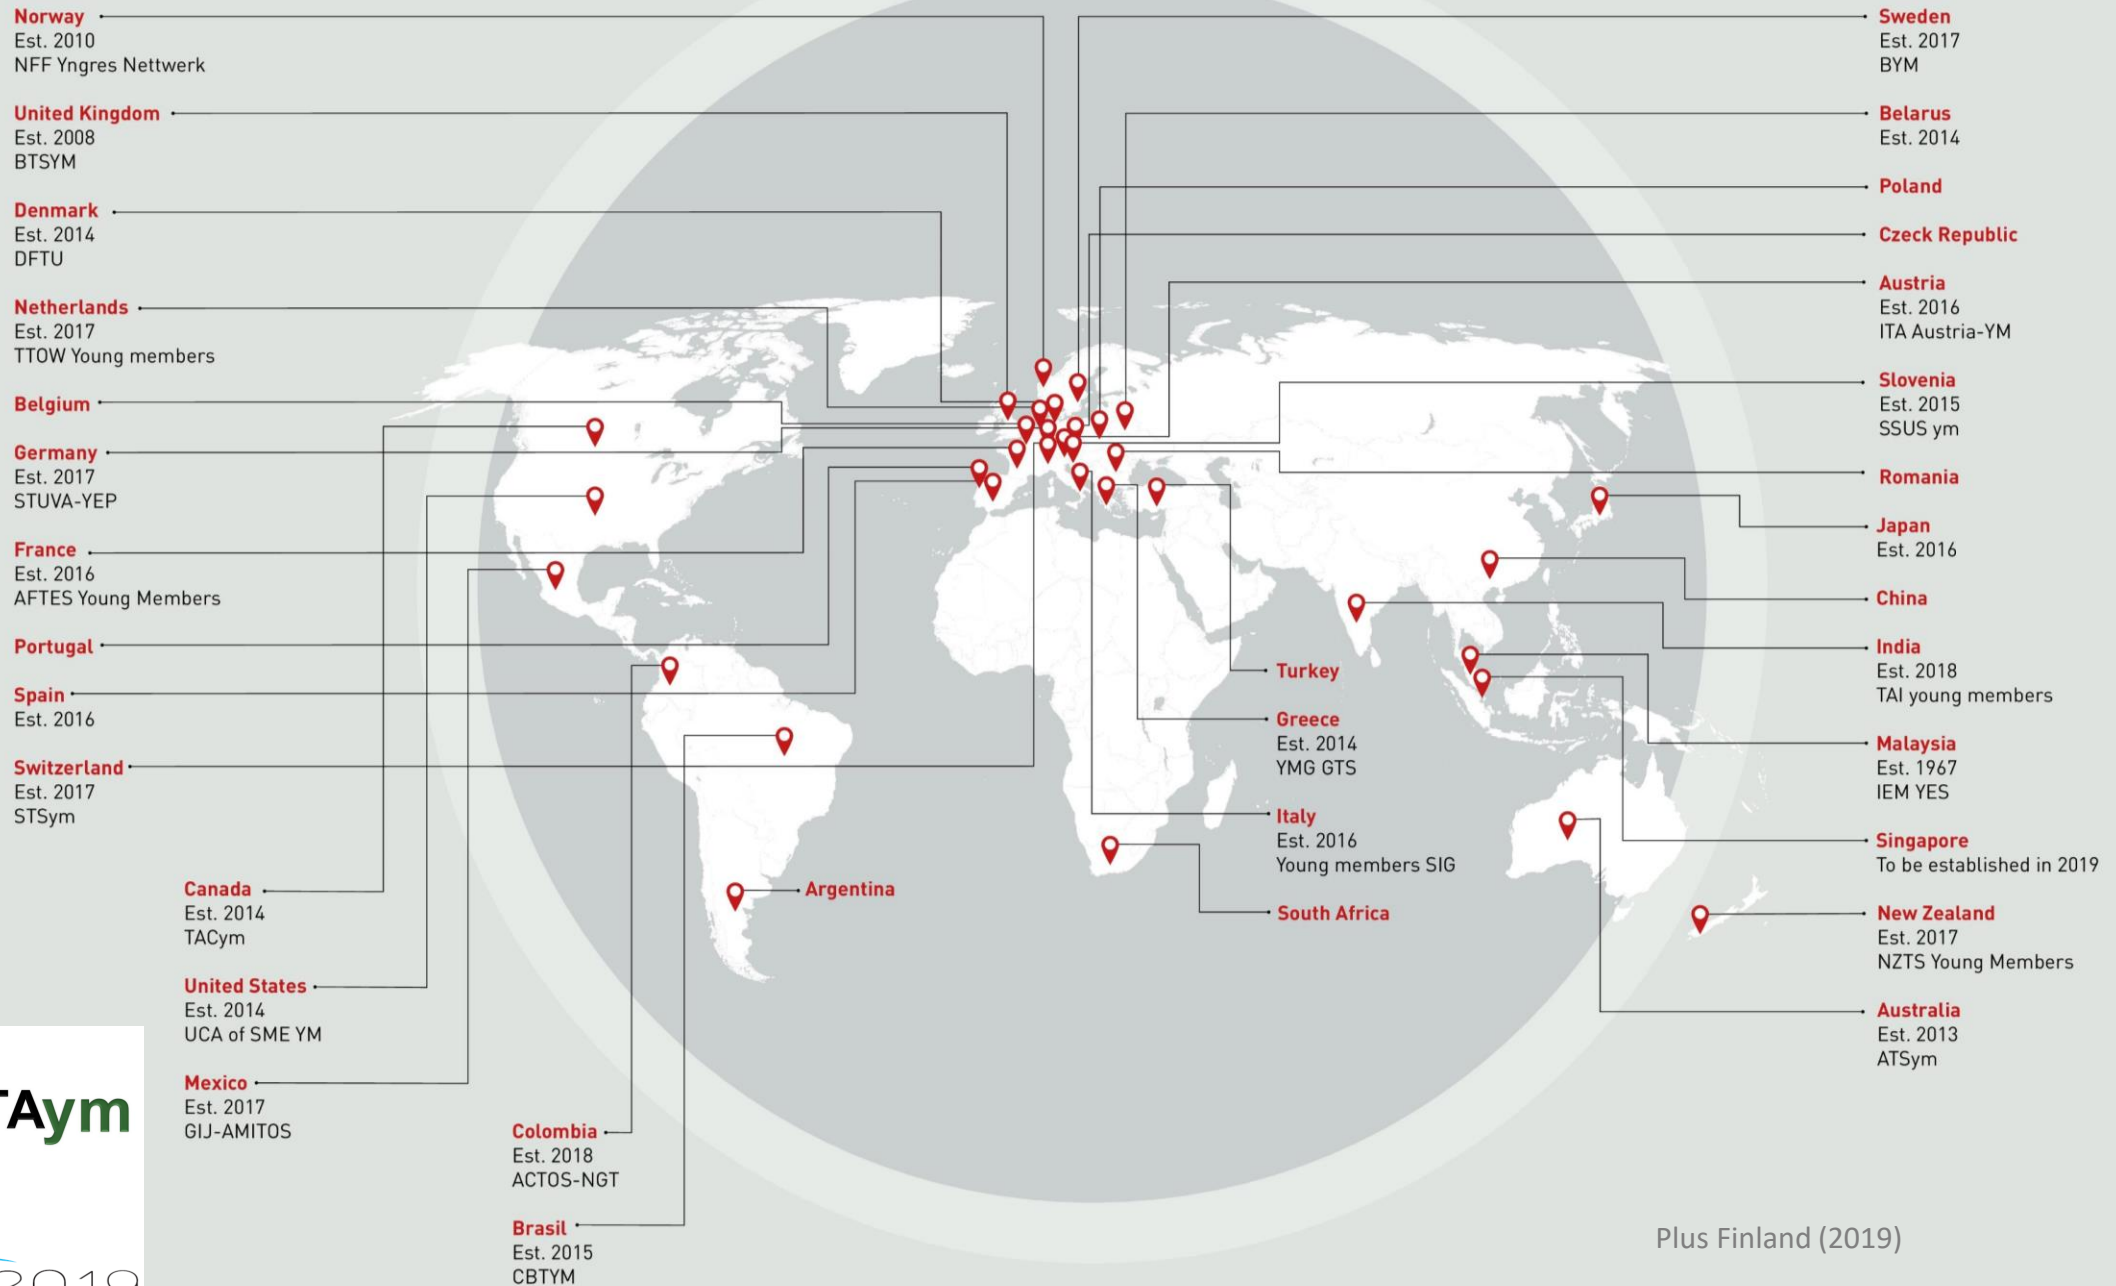 Norway
Est. 2010
NFF Yngres Nettwerk
United Kingdom
Est. 2008
BTSYM
Denmark
Est. 2014
DFTU
Netherlands
Est. 2017
TTOW Young members
Belgium
Germany
Est. 2017
STUVA-YEP
France
Est. 2016
AFTES Young Members
Portugal
Spain
Est. 2016
Switzerland
Est. 2017
STSym
Canada
Est. 2014
TACym
United States
Est. 2014
UCA of SME YM
Mexico
Est. 2017
GIJ-AMITOS
Colombia
Est. 2018
ACTOS-NGT
Brasil
Est. 2015
CBTYM
Argentina
Turkey
Greece
Est. 2014
YMG GTS
Italy
Est. 2016
Young members SIG
South Africa
Sweden
Est. 2017
BYM
Belarus
Est. 2014
Poland
Czeck Republic
Austria
Est. 2016
ITA Austria-YM
Slovenia
Est. 2015
SSUS ym
Romania
Japan
Est. 2016
China
India
Est. 2018
TAI young members
Malaysia
Est. 1967
IEM YES
Singapore
To be established in 2019
New Zealand
Est. 2017
NZTS Young Members
Australia
Est. 2013
ATSym
Plus Finland (2019)
TAym